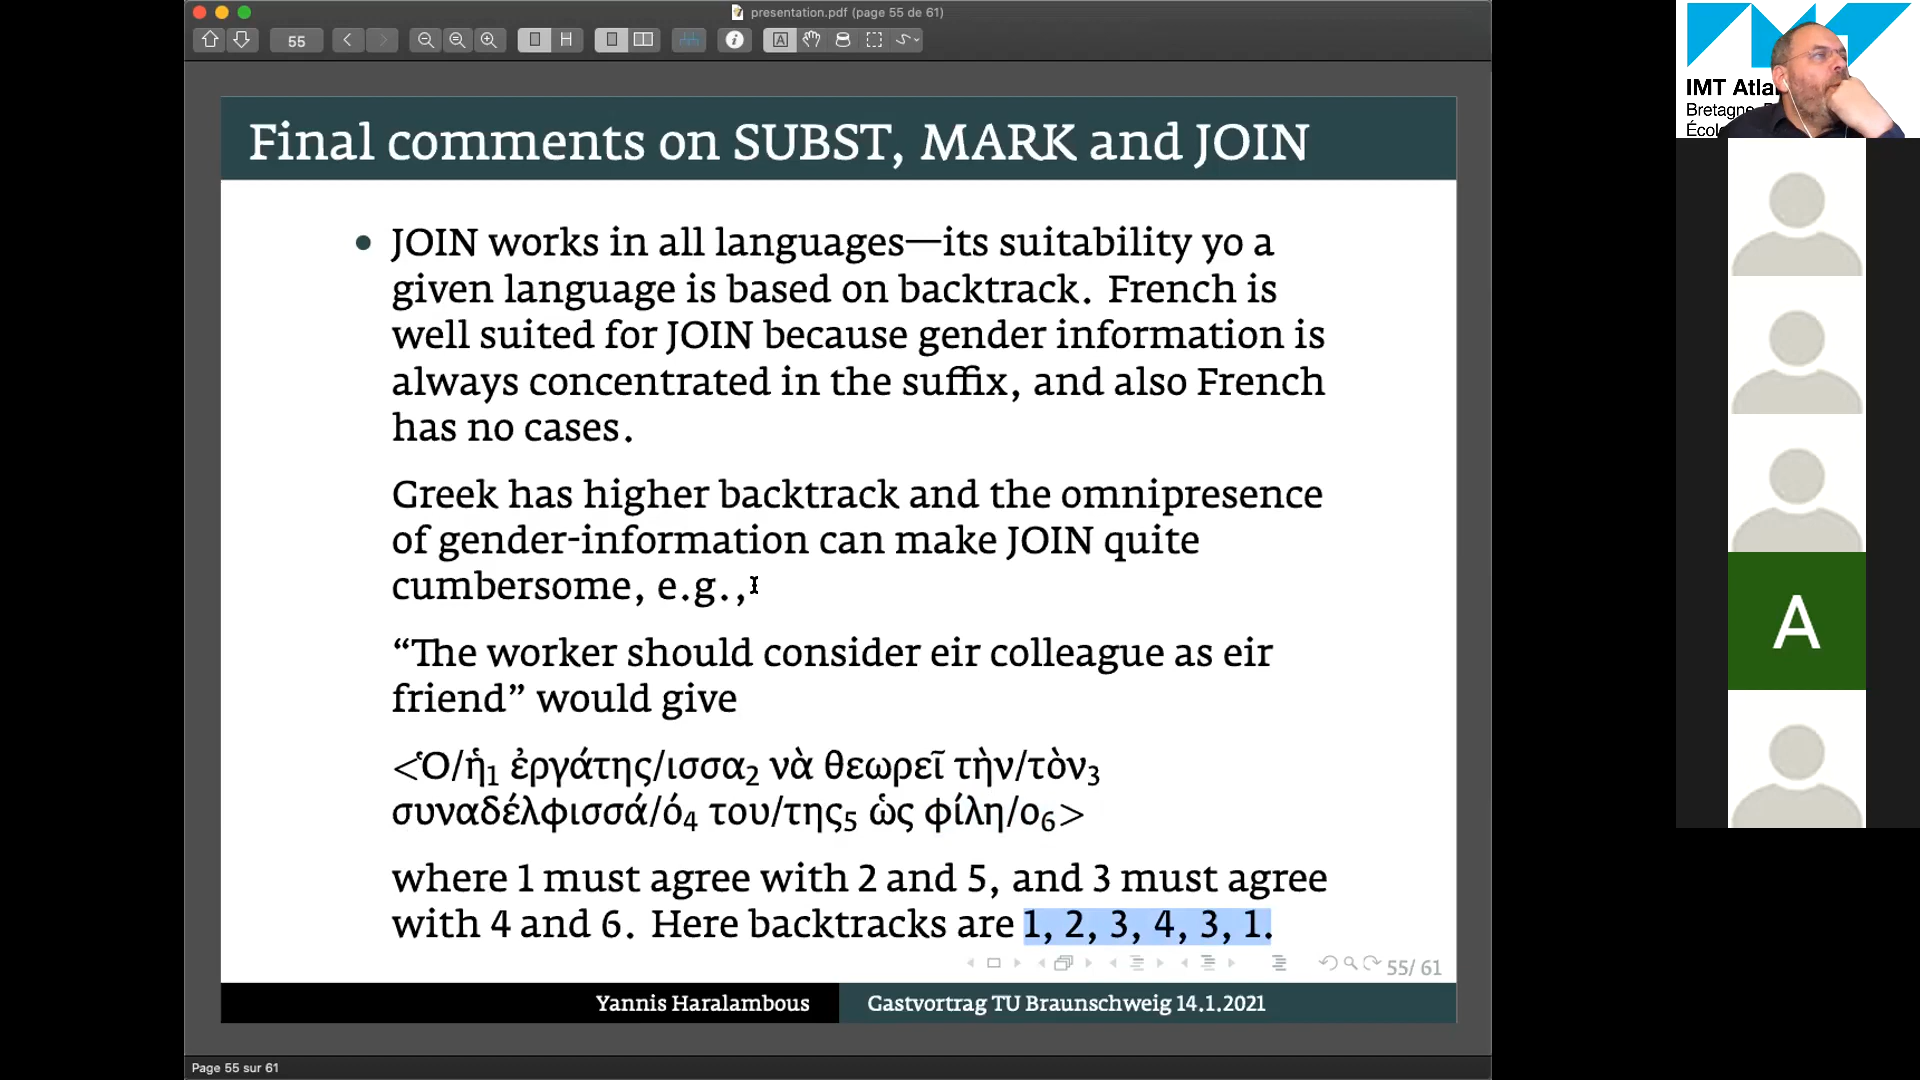 presentation.pdf (page 55 de 61)
55
Final comments on SUBST, MARK and JOIN
• JOIN works in all languages—its suitability yo a
given language is based on backtrack. French is
well suited for JOIN because gender information is
always concentrated in the suffix, and also French
has no cases.
Greek has higher backtrack and the omnipresence
of gender-information can make JOIN quite
cumbersome, e.g.,
“The worker should consider eir colleague as eir
friend” would give
<Ὁ/ἡ1 ἐργάτης/ισσα2 νὰ θεωρεῖ τὴν/τὸν3
συναδέλφισσά/ό4 του/της5 ὡς φίλη/ο6>
where 1 must agree with 2 and 5, and 3 must agree
with 4 and 6. Here backtracks are 1, 2, 3, 4, 3, 1.
55/ 61
Yannis Haralambous Gastvortrag TU Braunschweig 14.1.2021
Page 55 sur 61
IMT
Bretagne
A